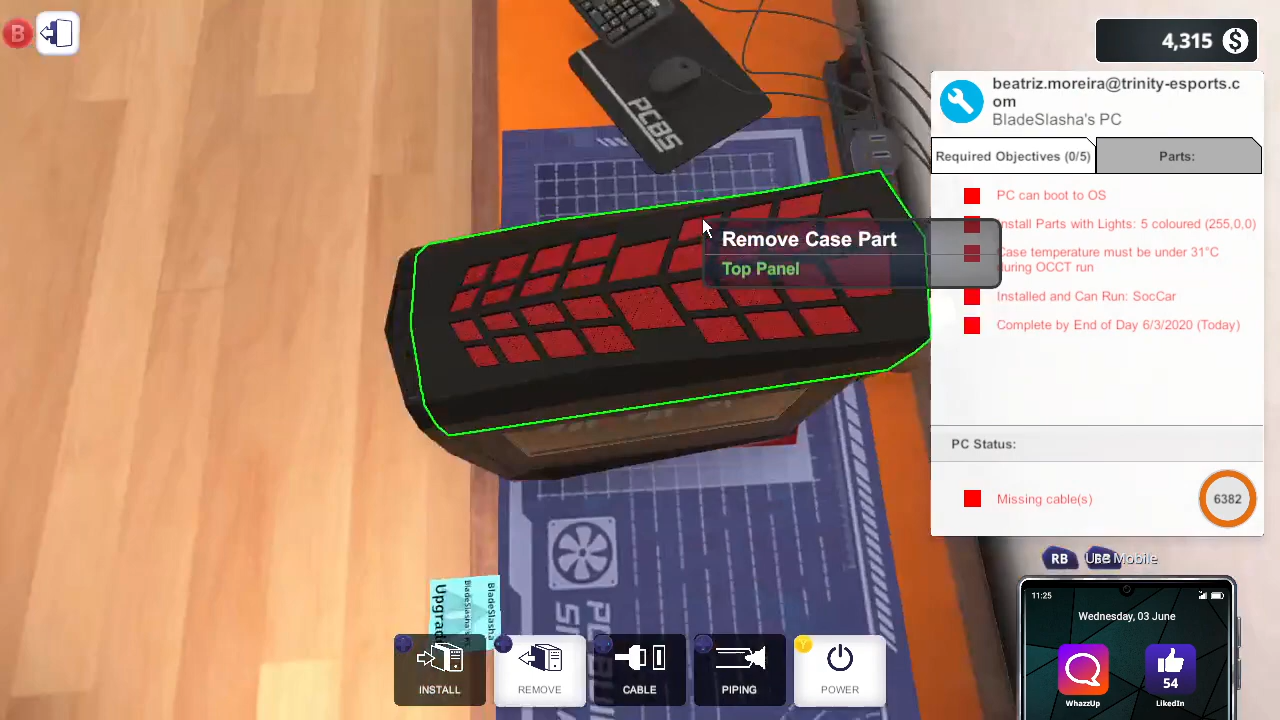 B
4,315 $
beatriz.moreira@trinity-esports.c
om
BladeSlasha's PC
Required Objectives (0/5)
Parts:
PC can boot to OS
Install Parts with Lights: 5 coloured (255,0,0)
Case temperature must be under 31°C
during OCCT run
Installed and Can Run: SocCar
Complete by End of Day 6/3/2020 (Today)
PC Status:
Missing cable(s)
6382
Remove Case Part
Top Panel
PCBS
RB
Use Mobile
11:25
Wednesday, 03 June
WhazzUp
54
LikedIn
BladeSlasha
BladeSlasha's
INSTALL
REMOVE
CABLE
PIPING
Y
POWER